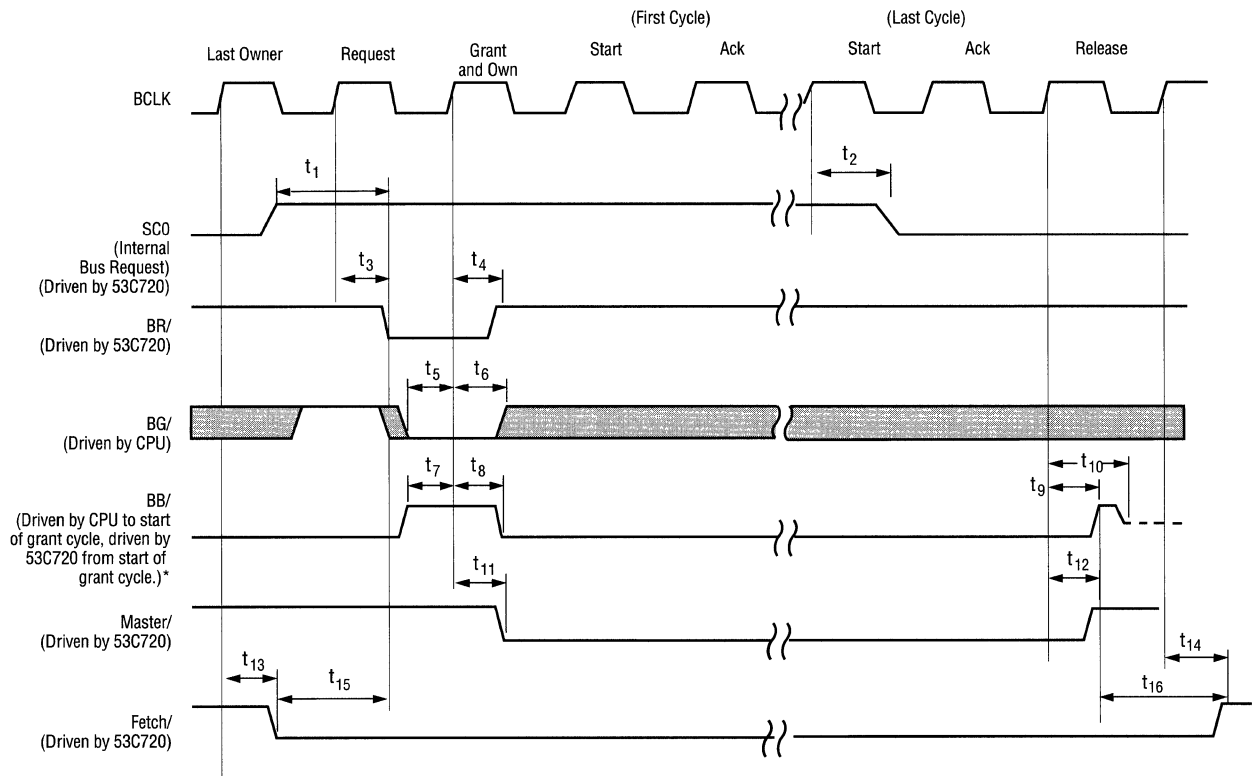 (First Cycle)
(Last Cycle)
Last Owner
Request
Grant
and Own
Start
Ack
Start
Ack
Release
BCLK
t1
t2
SC0
(Internal
Bus Request)
(Driven by 53C720)
t3
t4
BR/
(Driven by 53C720)
t5
t6
BG/
(Driven by CPU)
t7
t8
t10
t9
BB/
(Driven by CPU to start
of grant cycle, driven by
53C720 from start of
grant cycle.)*
t11
t12
Master/
(Driven by 53C720)
t13
t15
t14
t16
Fetch/
(Driven by 53C720)